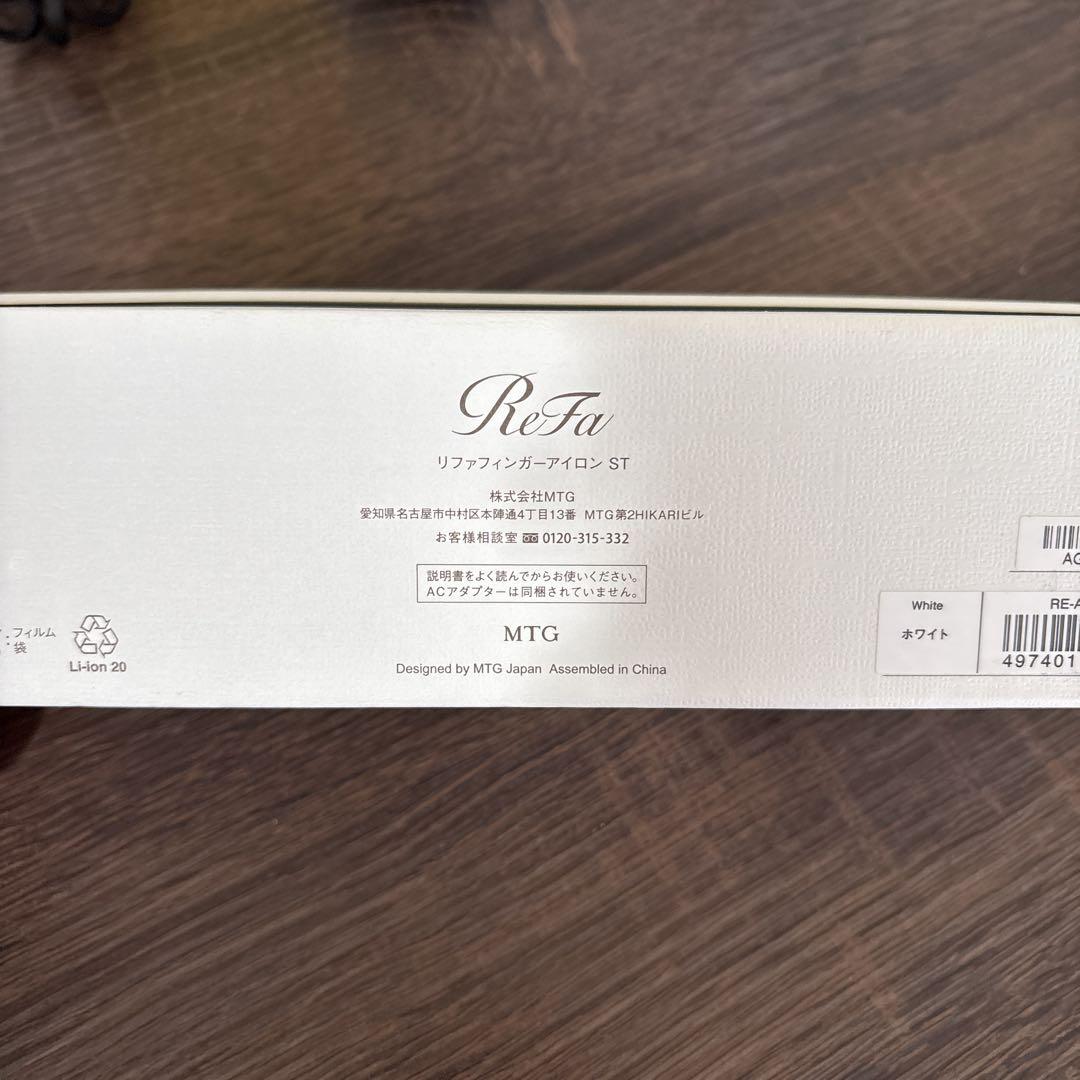 ReFa
リファフィンガーアイロン ST
株式会社MTG
愛知県名古屋市中村区本陣通4丁目13番 MTG第2HIKARIビル
お客様相談室 0120-315-332
説明書をよく読んでからお使いください。
ACアダプターは同梱されていません。
MTG
Designed by MTG Japan Assembled in China
: フィルム
: 袋
Li-ion 20
AG
White
ホワイト
RE-A
497401